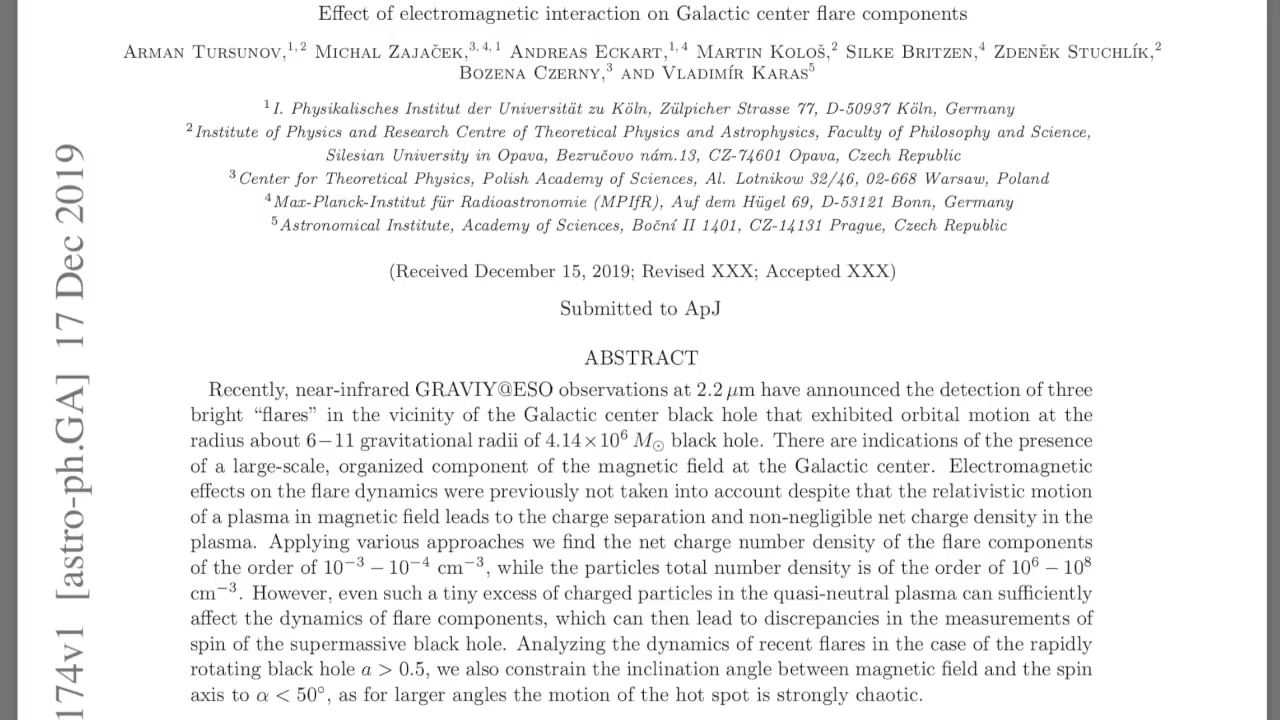 Effect of electromagnetic interaction on Galactic center flare components
Arman Tursunov,1, 2 Michal Zajaček,3, 4, 1 Andreas Eckart,1, 4 Martin Kološ,2 Silke Britzen,4 Zdeněk Stuchlík,2
Bozena Czerny,3 and Vladimír Karas5
1I. Physikalisches Institut der Universität zu Köln, Zülpicher Strasse 77, D-50937 Köln, Germany
2Institute of Physics and Research Centre of Theoretical Physics and Astrophysics, Faculty of Philosophy and Science,
Silesian University in Opava, Bezručovo nám.13, CZ-74601 Opava, Czech Republic
3Center for Theoretical Physics, Polish Academy of Sciences, Al. Lotnikow 32/46, 02-668 Warsaw, Poland
4Max-Planck-Institut für Radioastronomie (MPIfR), Auf dem Hügel 69, D-53121 Bonn, Germany
5Astronomical Institute, Academy of Sciences, Boční II 1401, CZ-14131 Prague, Czech Republic
(Received December 15, 2019; Revised XXX; Accepted XXX)
Submitted to ApJ
ABSTRACT
Recently, near-infrared GRAVIY@ESO observations at 2.2 μm have announced the detection of three
bright “flares” in the vicinity of the Galactic center black hole that exhibited orbital motion at the
radius about 6−11 gravitational radii of 4.14×10⁶ M☉ black hole. There are indications of the presence
of a large-scale, organized component of the magnetic field at the Galactic center. Electromagnetic
effects on the flare dynamics were previously not taken into account despite that the relativistic motion
of a plasma in magnetic field leads to the charge separation and non-negligible net charge density in the
plasma. Applying various approaches we find the net charge number density of the flare components
of the order of 10⁻³ − 10⁻⁴ cm⁻³, while the particles total number density is of the order of 10⁶ − 10⁸
cm⁻³. However, even such a tiny excess of charged particles in the quasi-neutral plasma can sufficiently
affect the dynamics of flare components, which can then lead to discrepancies in the measurements of
spin of the supermassive black hole. Analyzing the dynamics of recent flares in the case of the rapidly
rotating black hole a > 0.5, we also constrain the inclination angle between magnetic field and the spin
axis to α < 50°, as for larger angles the motion of the hot spot is strongly chaotic.
174v1 [astro-ph.GA] 17 Dec 2019